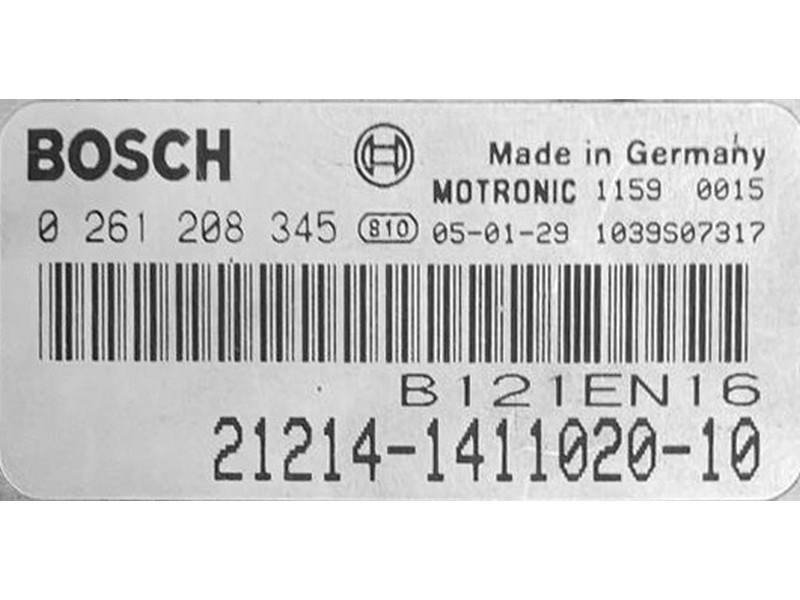 BOSCH Made in Germany
MOTRONIC 1159 0015
0 261 208 345 810 05-01-29 1039S07317
B121EN16
21214-1411020-10